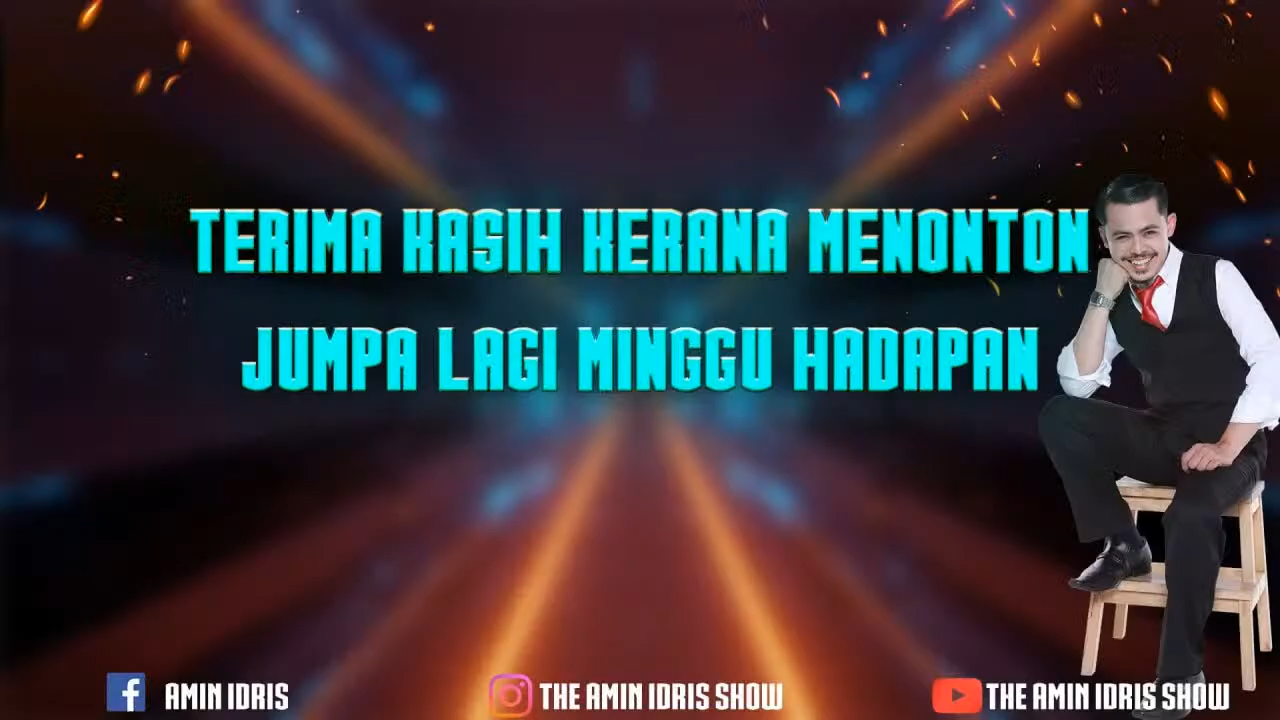 TERIMA KASIH KERANA MENONTON
JUMPA LAGI MINGGU HADAPAN
AMIN IDRIS
THE AMIN IDRIS SHOW
THE AMIN IDRIS SHOW